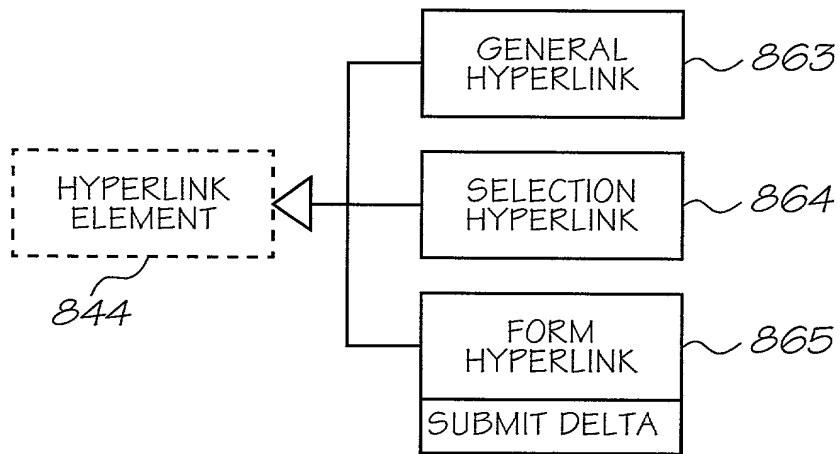 GENERAL
HYPERLINK
863
HYPERLINK
ELEMENT
844
SELECTION
HYPERLINK
864
FORM
HYPERLINK
865
SUBMIT DELTA